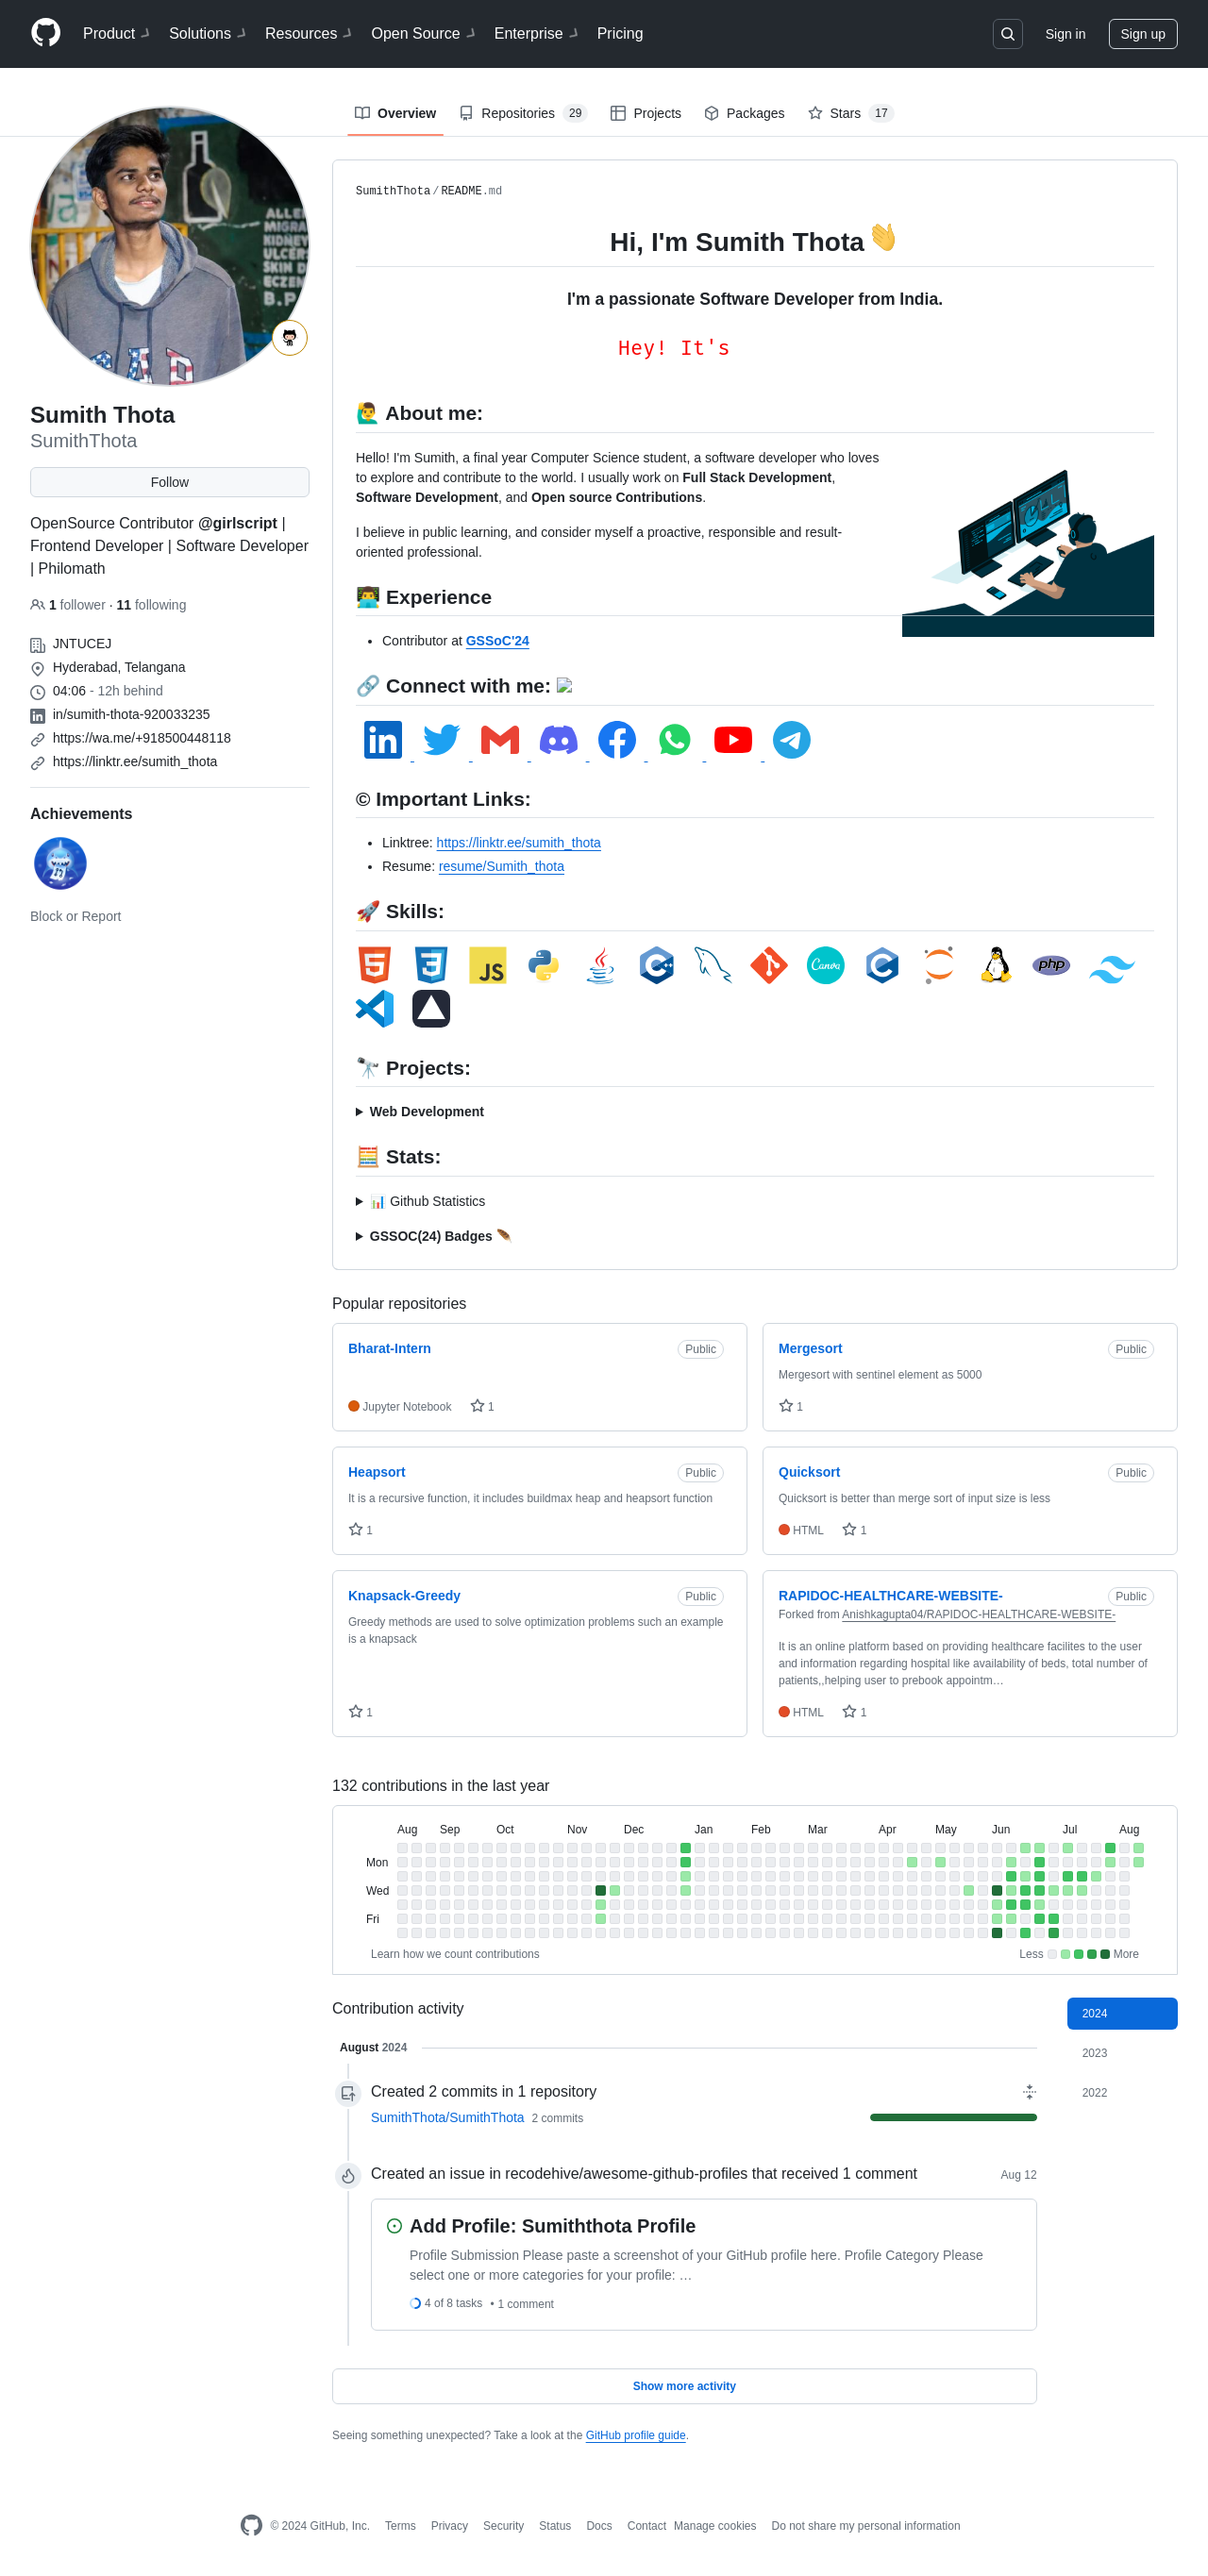 Product Solutions Resources Open Source Enterprise Pricing Sign in Sign up
Overview Repositories 29 Projects Packages Stars 17
Sumith Thota
SumithThota
Follow
OpenSource Contributor @girlscript |
Frontend Developer | Software Developer
| Philomath
1 follower · 11 following
JNTUCEJ
Hyderabad, Telangana
04:06 - 12h behind
in/sumith-thota-920033235
https://wa.me/+918500448118
https://linktr.ee/sumith_thota
Achievements
Block or Report
SumithThota/README.md
Hi, I'm Sumith Thota 👋
I'm a passionate Software Developer from India.
Hey! It's
🙋‍♂️ About me:
Hello! I'm Sumith, a final year Computer Science student, a software developer who loves
to explore and contribute to the world. I usually work on Full Stack Development,
Software Development, and Open source Contributions.
I believe in public learning, and consider myself a proactive, responsible and result-
oriented professional.
👨‍💻 Experience
Contributor at GSSoC'24
🔗 Connect with me:
© Important Links:
Linktree: https://linktr.ee/sumith_thota
Resume: resume/Sumith_thota
🚀 Skills:
JS Canva php
🔭 Projects:
Web Development
🧮 Stats:
📊 Github Statistics
GSSOC(24) Badges 🪶
Popular repositories
Bharat-Intern Public
Jupyter Notebook 1
Mergesort Public
Mergesort with sentinel element as 5000
1
Heapsort Public
It is a recursive function, it includes buildmax heap and heapsort function
1
Quicksort Public
Quicksort is better than merge sort of input size is less
HTML 1
Knapsack-Greedy Public
Greedy methods are used to solve optimization problems such an example
is a knapsack
1
RAPIDOC-HEALTHCARE-WEBSITE- Public
Forked from Anishkagupta04/RAPIDOC-HEALTHCARE-WEBSITE-
It is an online platform based on providing healthcare facilites to the user
and information regarding hospital like availability of beds, total number of
patients,,helping user to prebook appointm…
HTML 1
132 contributions in the last year
Aug Sep Oct Nov Dec Jan Feb Mar Apr May Jun Jul Aug
Mon
Wed
Fri
Learn how we count contributions Less More
Contribution activity
2024
2023
2022
August 2024
Created 2 commits in 1 repository
SumithThota/SumithThota 2 commits
Created an issue in recodehive/awesome-github-profiles that received 1 comment Aug 12
Add Profile: Sumiththota Profile
Profile Submission Please paste a screenshot of your GitHub profile here. Profile Category Please
select one or more categories for your profile: …
4 of 8 tasks • 1 comment
Show more activity
Seeing something unexpected? Take a look at the GitHub profile guide.
© 2024 GitHub, Inc. Terms Privacy Security Status Docs Contact Manage cookies Do not share my personal information